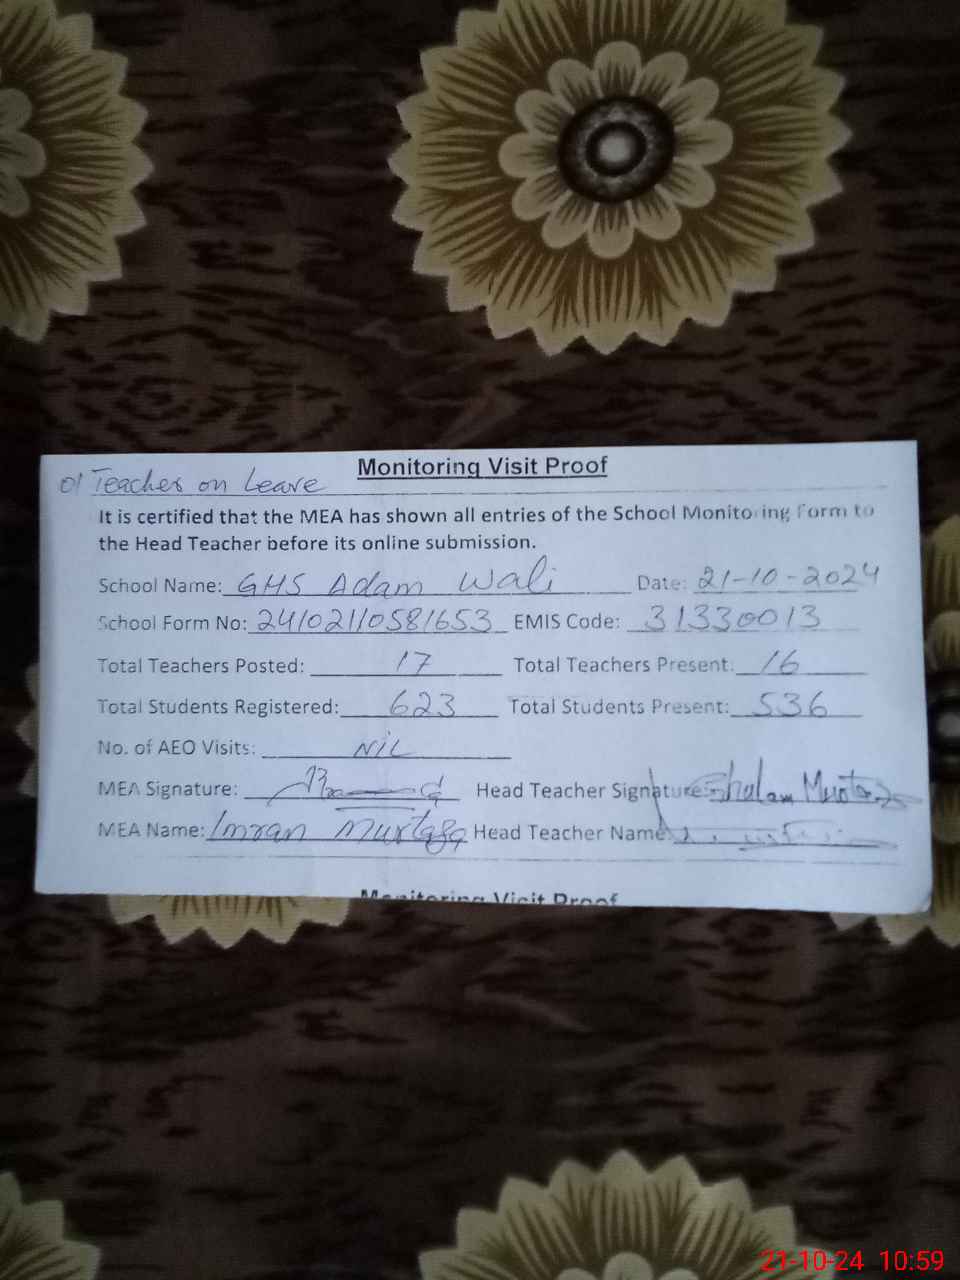 Monitoring Visit Proof
01 Teacher on Leave
It is certified that the MEA has shown all entries of the School Monitoring Form to
the Head Teacher before its online submission.
School Name: GHS Adam Wali Date: 21-10-2024
School Form No: 24102110581653 EMIS Code: 31330013
Total Teachers Posted: 17 Total Teachers Present: 16
Total Students Registered: 623 Total Students Present: 536
No. of AEO Visits: NIL
MEA Signature: Head Teacher Signature: Ghulam Murtaza
MEA Name: Imran Murtaza Head Teacher Name:
Monitoring Visit Proof
21-10-24 10:59